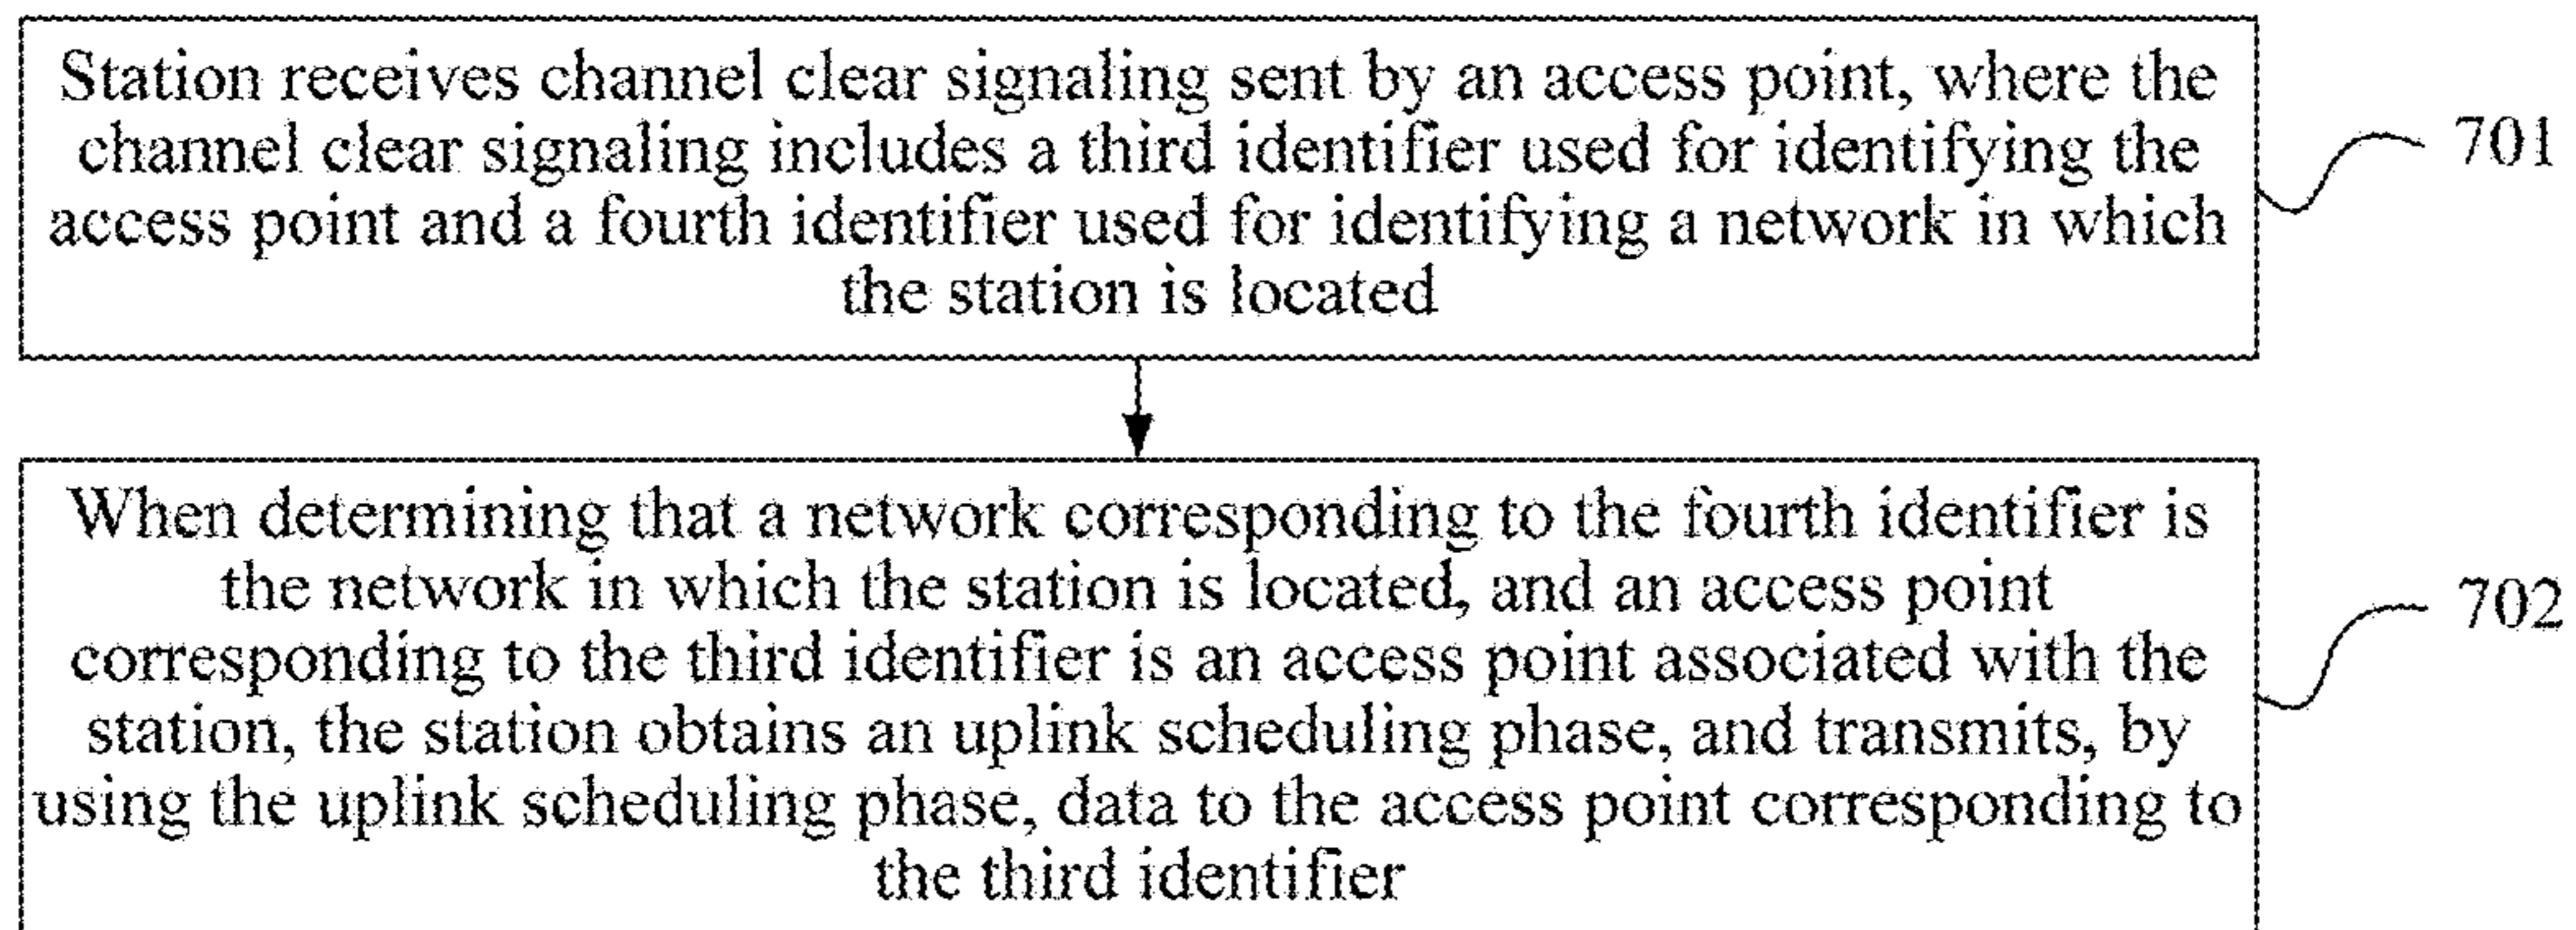 Station receives channel clear signaling sent by an access point, where the
channel clear signaling includes a third identifier used for identifying the
access point and a fourth identifier used for identifying a network in which
the station is located
701
When determining that a network corresponding to the fourth identifier is
the network in which the station is located, and an access point
corresponding to the third identifier is an access point associated with the
station, the station obtains an uplink scheduling phase, and transmits, by
using the uplink scheduling phase, data to the access point corresponding to
the third identifier
702